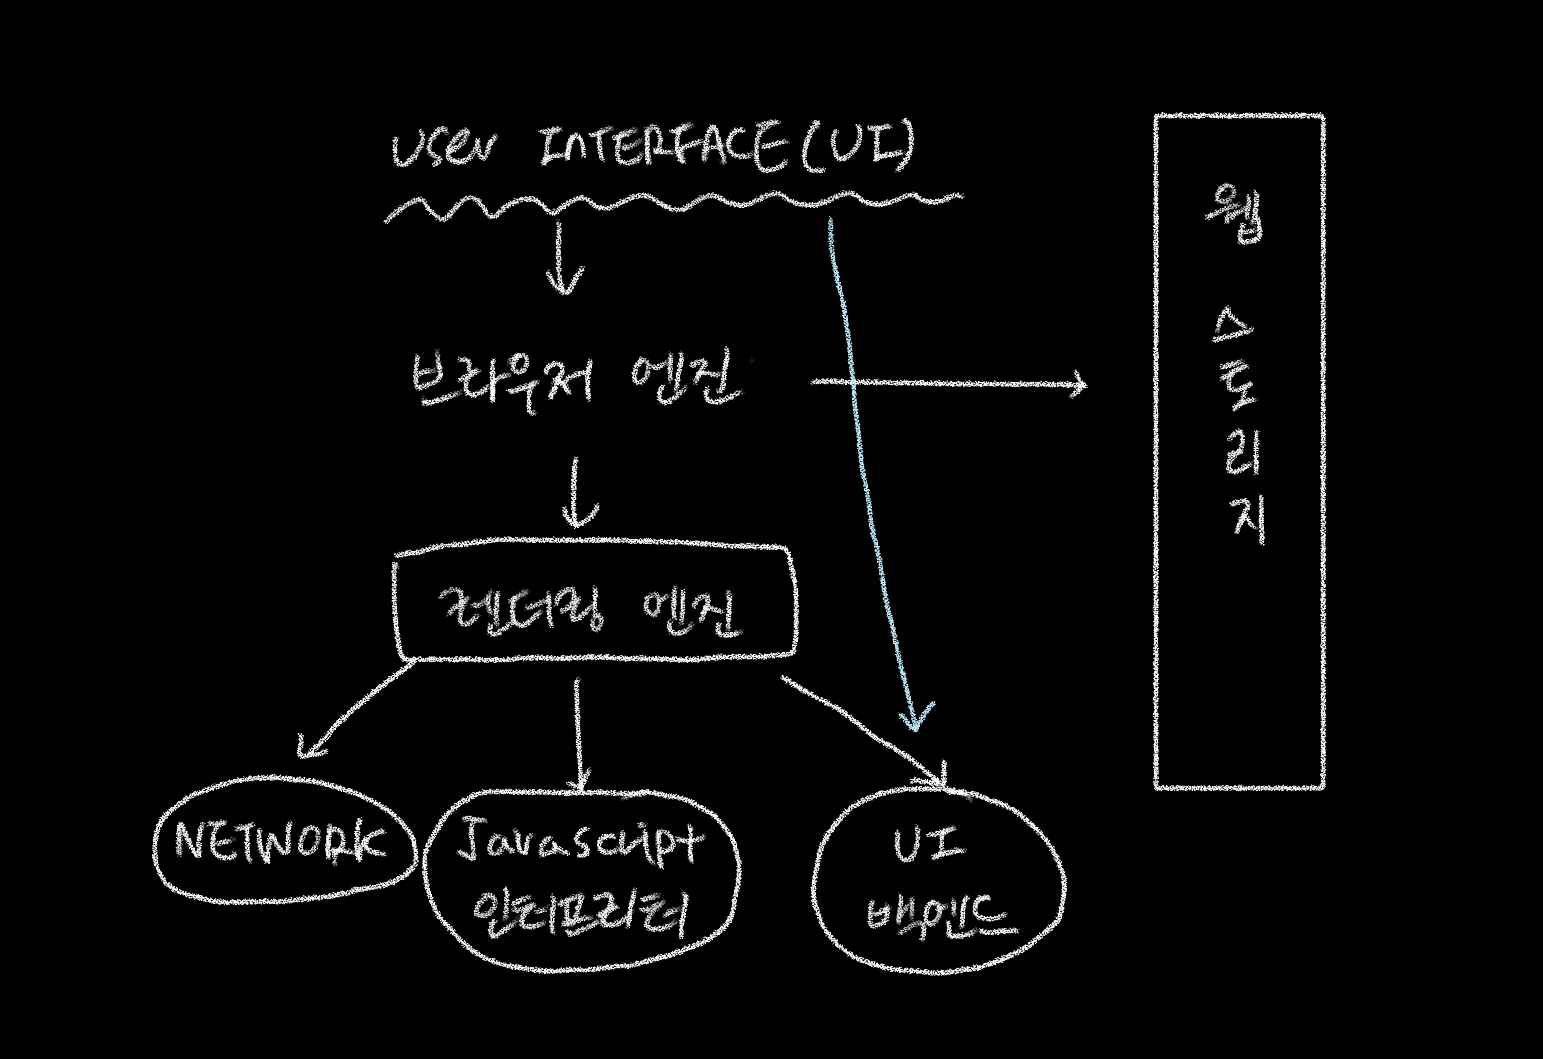 User INTERFACE(UI)
브라우저 엔진
렌더링 엔진
NETWORK
Javascript
인터프리터
UI
백엔드
웹 스토리지